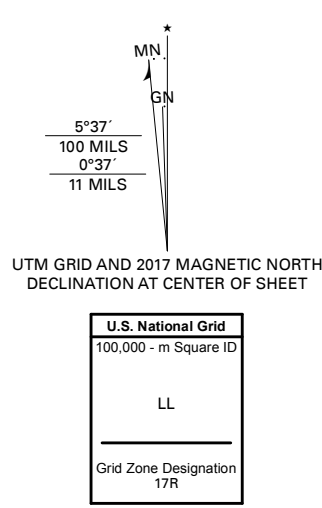 ★
MN
GN
5°37´
100 MILS
0°37´
11 MILS
UTM GRID AND 2017 MAGNETIC NORTH
DECLINATION AT CENTER OF SHEET
U.S. National Grid
100,000 - m Square ID
LL
Grid Zone Designation
17R